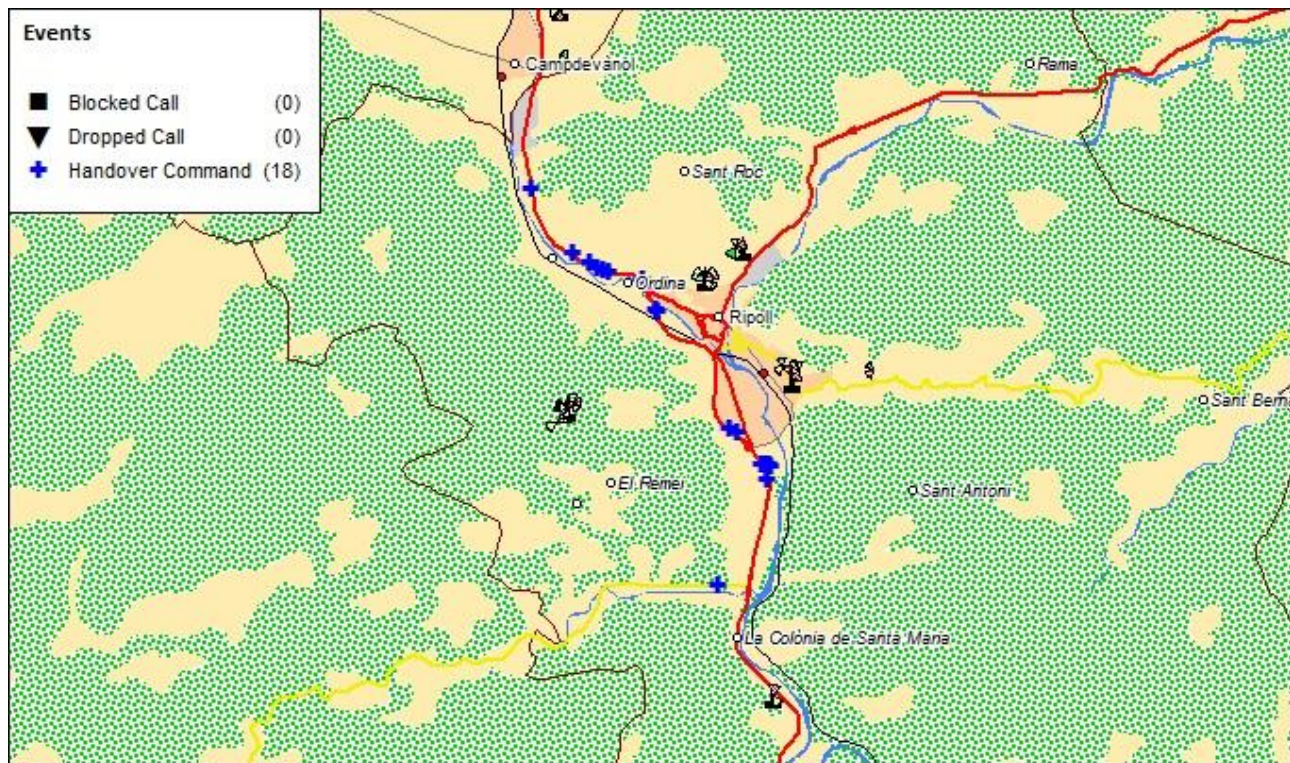 Events
Blocked Call (0)
Dropped Call (0)
Handover Command (18)
Campdevànol
Rama
Sant Roc
Ordina
Ripoll
Sant Berna
El Remei
Sant Antoni
La Colònia de Santa Maria